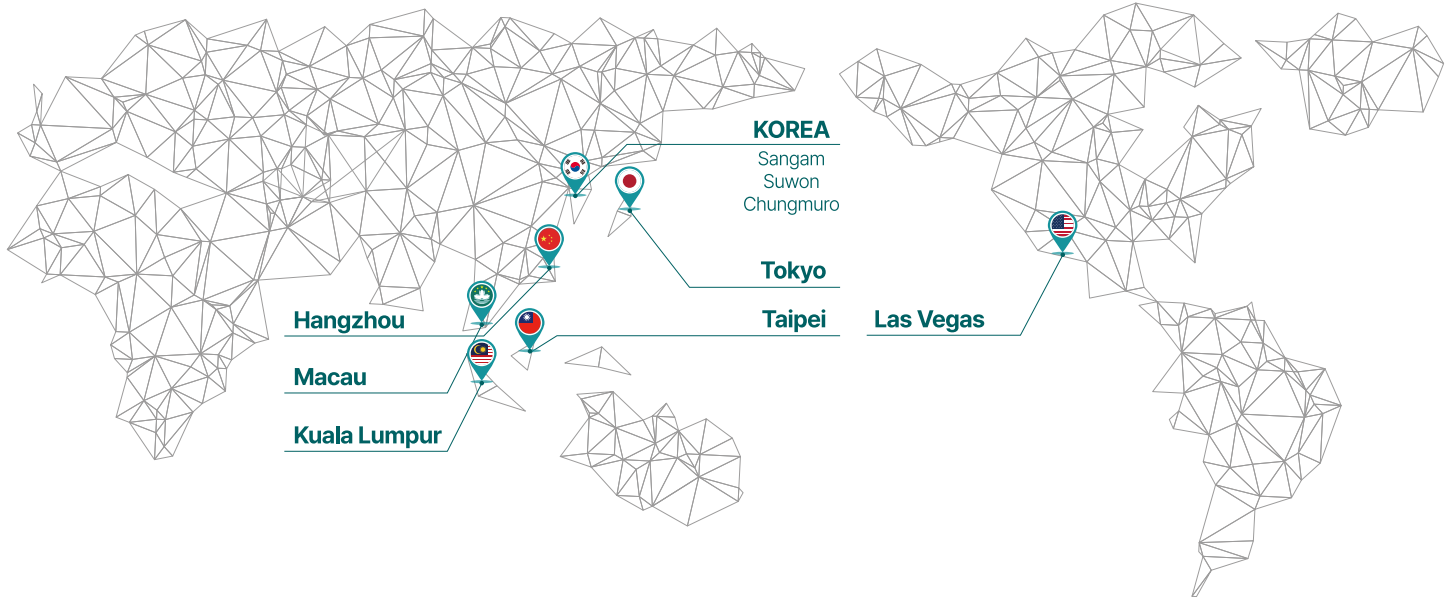 KOREA
Sangam
Suwon
Chungmuro
Tokyo
Hangzhou
Taipei
Las Vegas
Macau
Kuala Lumpur